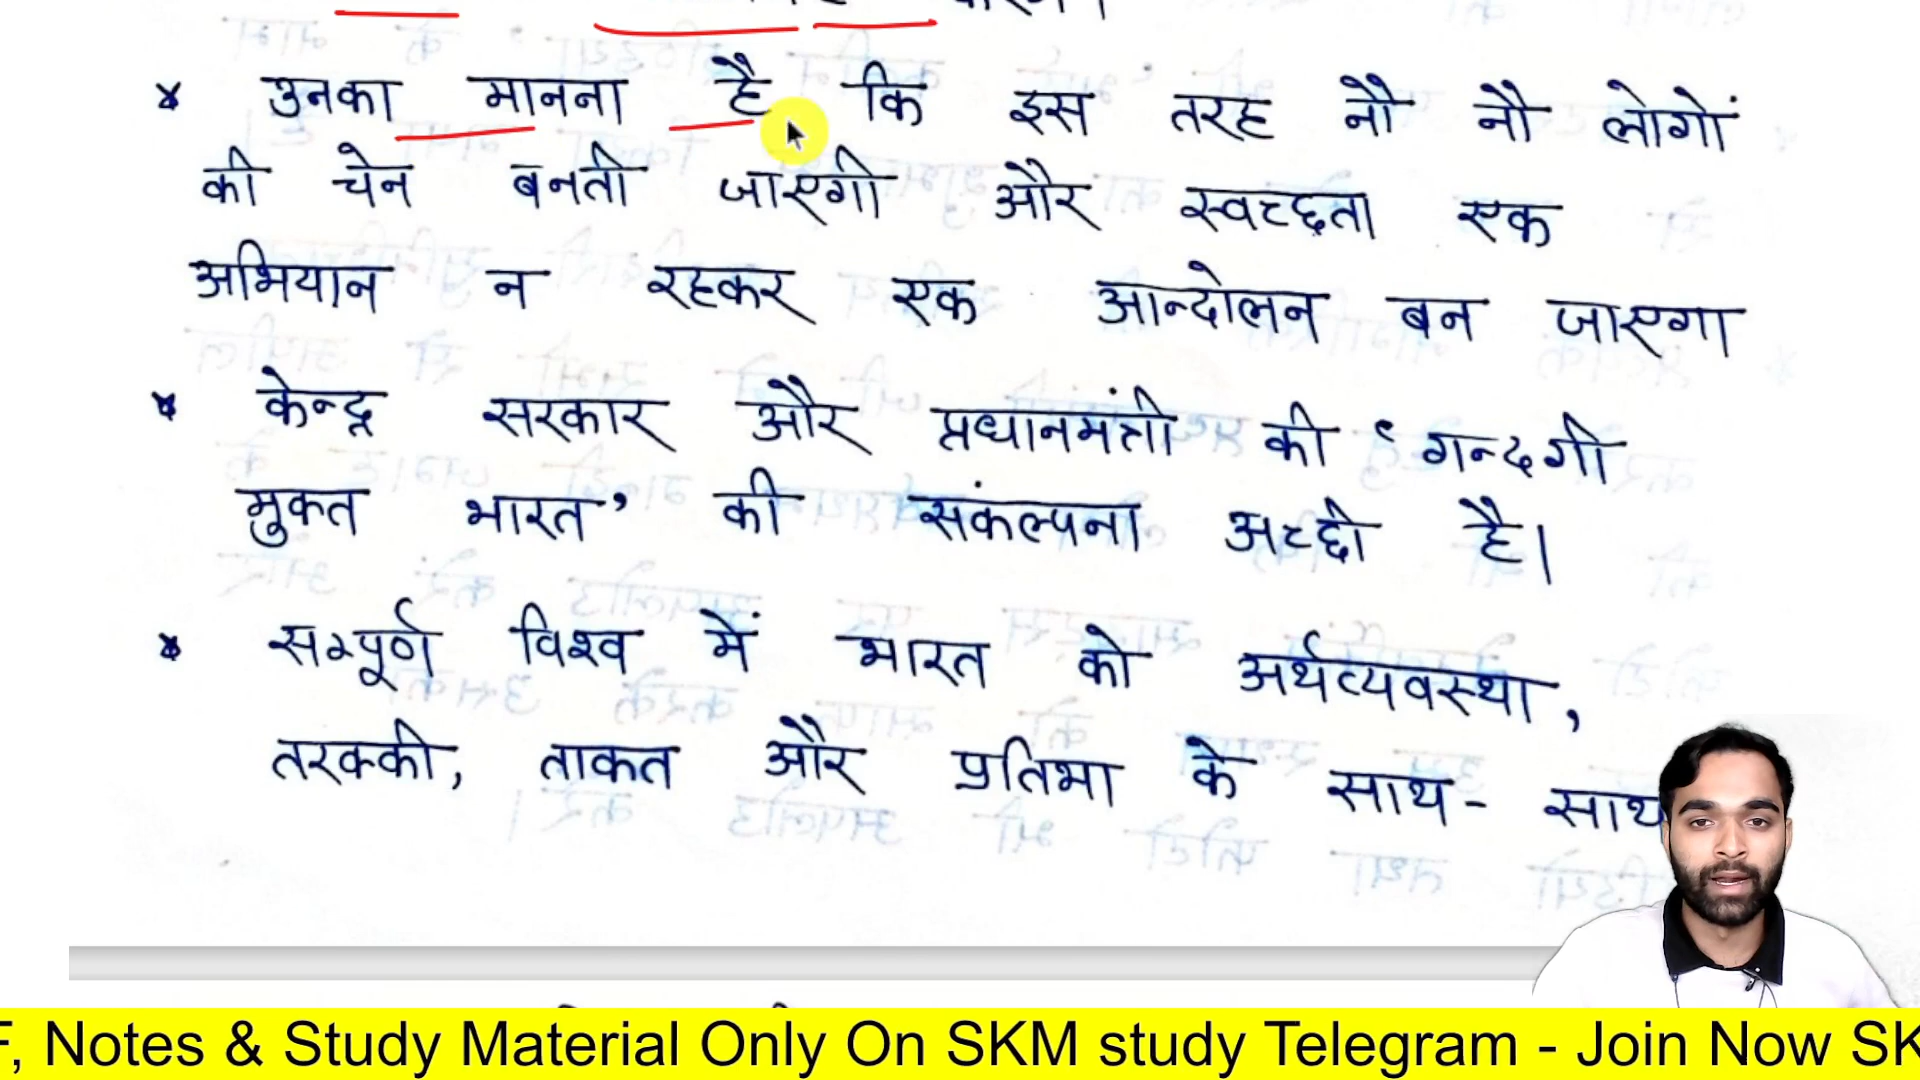 * उनका मानना है कि इस तरह नौ नौ लोगों
की चेन बनती जाएगी और स्वच्छता एक
अभियान न रहकर एक आन्दोलन बन जाएगा
* केन्द्र सरकार और प्रधानमंत्री की ‘गन्दगी
मुक्त भारत’ की संकल्पना अच्छी है।
* सम्पूर्ण विश्व में भारत को अर्थव्यवस्था,
तरक्की, ताकत और प्रतिभा के साथ- साथ
F, Notes & Study Material Only On SKM study Telegram - Join Now SK